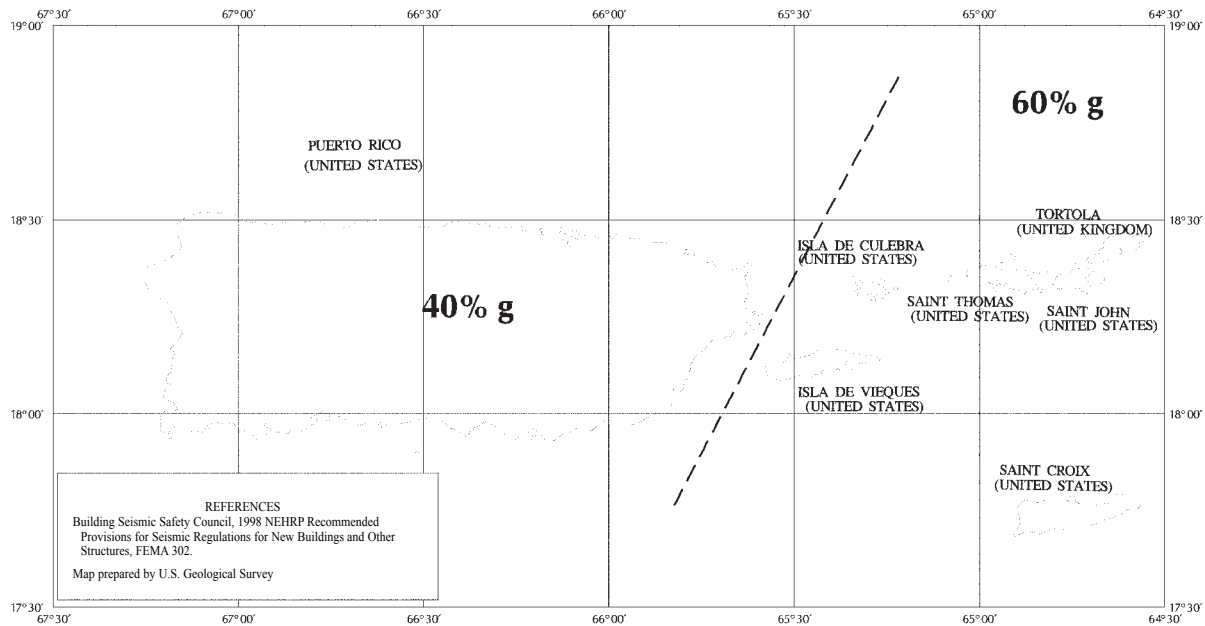 67°30′ 67°00′ 66°30′ 66°00′ 65°30′ 65°00′ 64°30′
19°00′ 19°00′
60% g
PUERTO RICO
(UNITED STATES)
18°30′ 18°30′
TORTOLA
(UNITED KINGDOM)
ISLA DE CULEBRA
(UNITED STATES)
40% g
SAINT THOMAS
(UNITED STATES)
SAINT JOHN
(UNITED STATES)
ISLA DE VIEQUES
(UNITED STATES)
18°00′ 18°00′
SAINT CROIX
(UNITED STATES)
REFERENCES
Building Seismic Safety Council, 1998 NEHRP Recommended
Provisions for Seismic Regulations for New Buildings and Other
Structures, FEMA 302.
Map prepared by U.S. Geological Survey
17°30′ 17°30′
67°30′ 67°00′ 66°30′ 66°00′ 65°30′ 65°00′ 64°30′